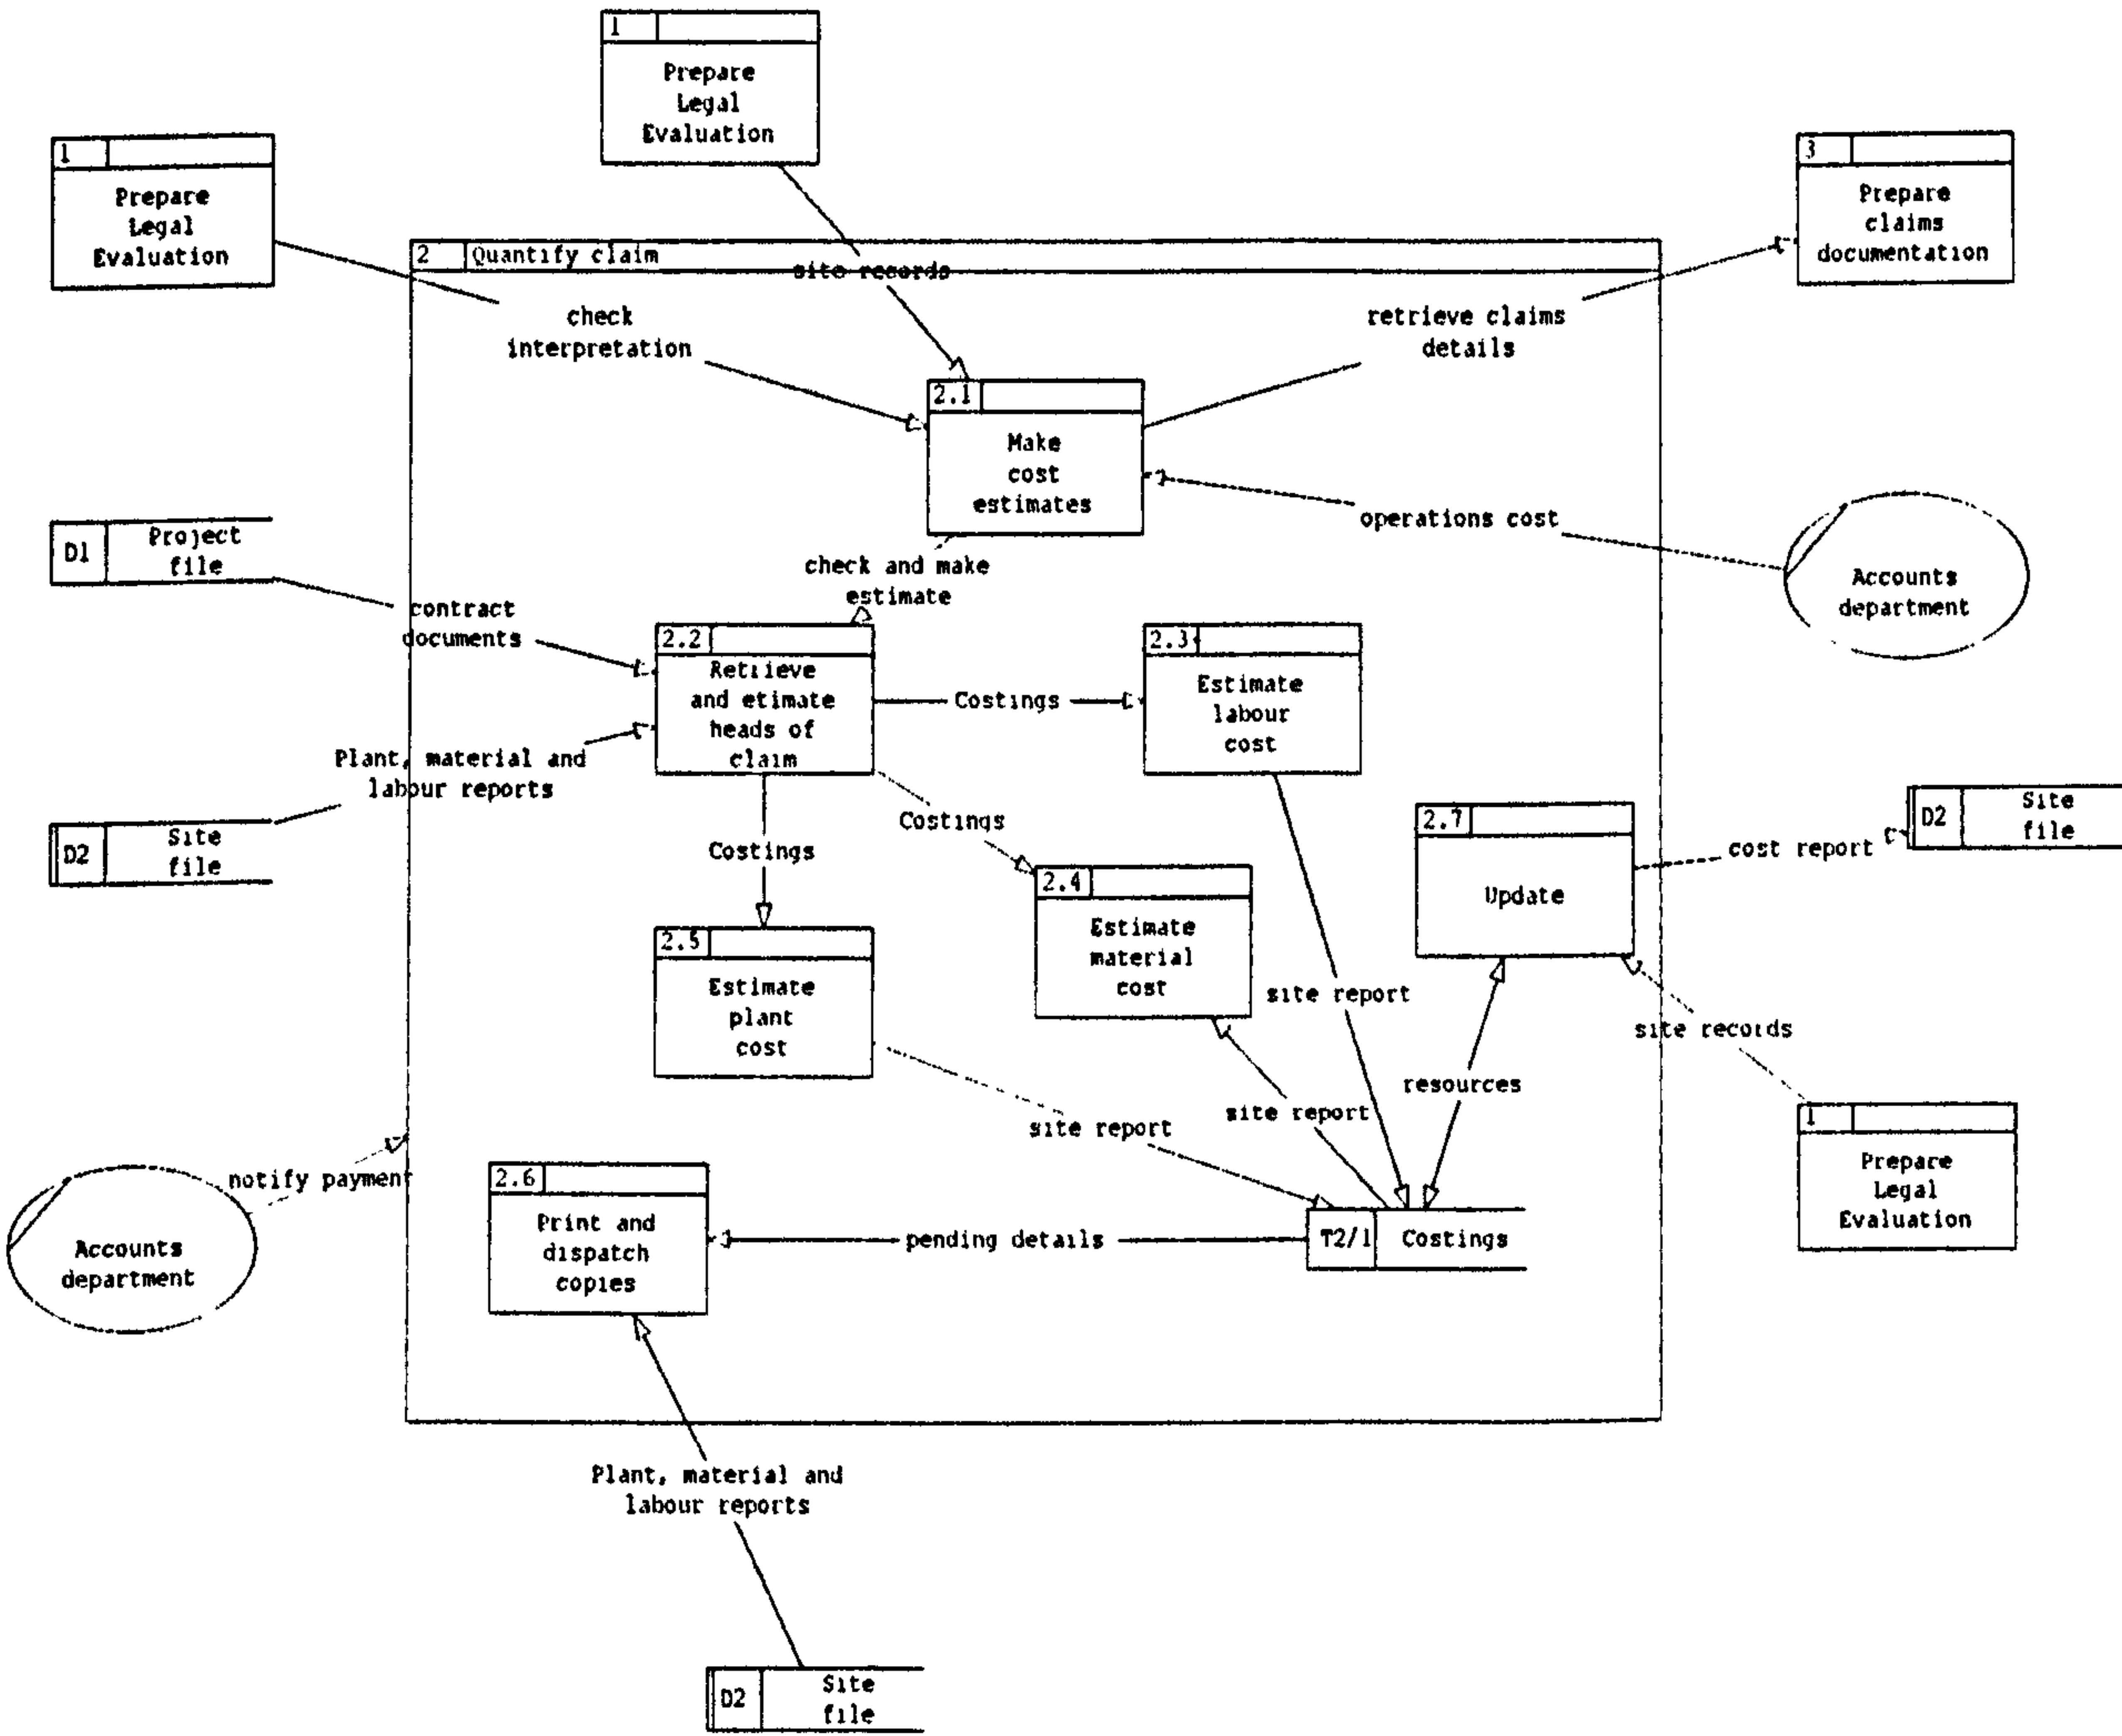 1
Prepare
Legal
Evaluation
1
Prepare
Legal
Evaluation
3
Prepare
claims
documentation
2 Quantify claim
site records
check
interpretation
retrieve claims
details
2.1
Make
cost
estimates
operations cost
Accounts
department
D1 Project
file
check and make
estimate
contract
documents
2.2
Retrieve
and etimate
heads of
claim
Costings
2.3
Estimate
labour
cost
Plant, material and
labour reports
D2 Site
file
Costings
Costings
2.4
Estimate
material
cost
2.7
Update
cost report
D2 Site
file
2.5
Estimate
plant
cost
site report
site records
resources
site report
site report
1
Prepare
Legal
Evaluation
notify payment
Accounts
department
2.6
Print and
dispatch
copies
pending details
T2/1 Costings
Plant, material and
labour reports
D2 Site
file